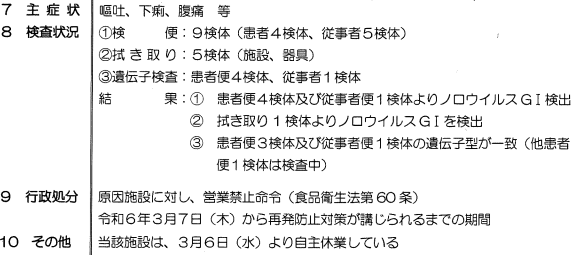 7 主症状 嘔吐、下痢、腹痛 等
8 検査状況 ①検便：９検体（患者４検体、従事者５検体）
②拭き取り：５検体（施設、器具）
③遺伝子検査：患者便４検体、従事者１検体
結果：① 患者便４検体及び従事者便１検体よりノロウイルスＧⅠ検出
② 拭き取り１検体よりノロウイルスＧⅠを検出
③ 患者便３検体及び従事者便１検体の遺伝子型が一致（他患者
便１検体は検査中）
9 行政処分 原因施設に対し、営業禁止命令（食品衛生法第60条）
令和６年３月７日（木）から再発防止対策が講じられるまでの期間
10 その他 当該施設は、３月６日（水）より自主休業している